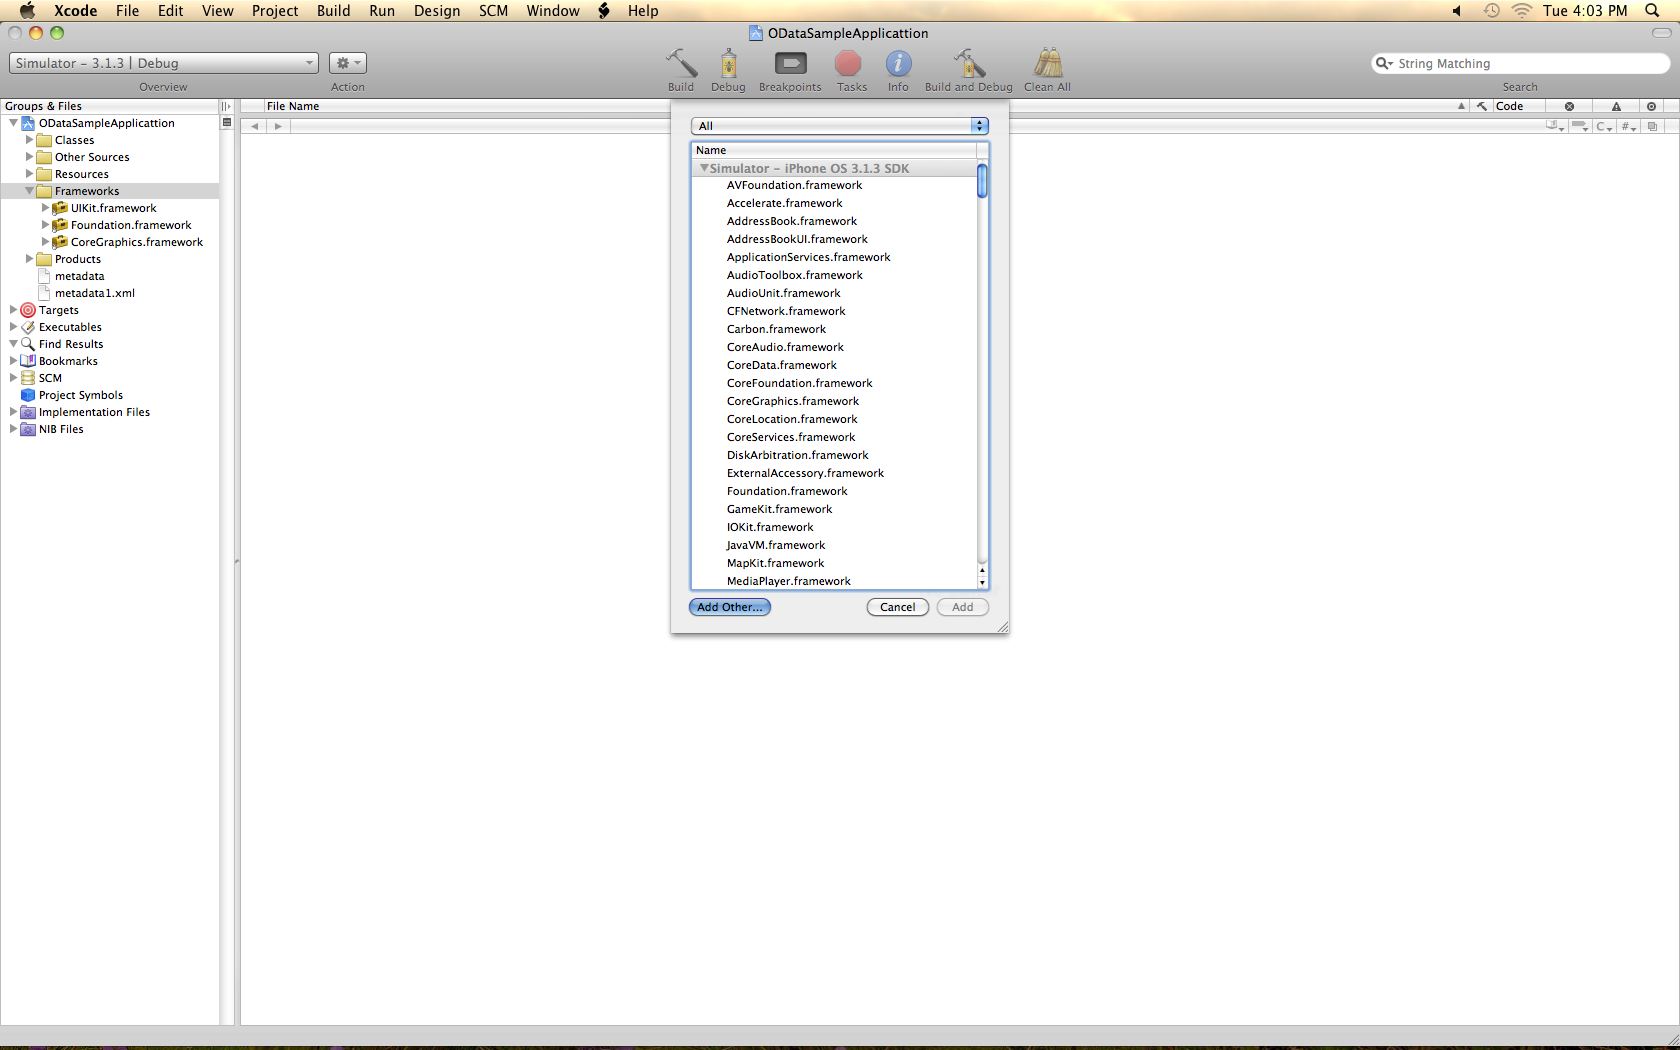 Xcode File Edit View Project Build Run Design SCM Window Help Tue 4:03 PM
ODataSampleApplicattion
Simulator - 3.1.3 | Debug
String Matching
Overview Action Build Debug Breakpoints Tasks Info Build and Debug Clean All Search
Groups & Files
File Name
Code
ODataSampleApplicattion
Classes
Other Sources
Resources
Frameworks
UIKit.framework
Foundation.framework
CoreGraphics.framework
Products
metadata
metadata1.xml
Targets
Executables
Find Results
Bookmarks
SCM
Project Symbols
Implementation Files
NIB Files
C
#
All
Name
Simulator - iPhone OS 3.1.3 SDK
AVFoundation.framework
Accelerate.framework
AddressBook.framework
AddressBookUI.framework
ApplicationServices.framework
AudioToolbox.framework
AudioUnit.framework
CFNetwork.framework
Carbon.framework
CoreAudio.framework
CoreData.framework
CoreFoundation.framework
CoreGraphics.framework
CoreLocation.framework
CoreServices.framework
DiskArbitration.framework
ExternalAccessory.framework
Foundation.framework
GameKit.framework
IOKit.framework
JavaVM.framework
MapKit.framework
MediaPlayer.framework
Add Other... Cancel Add